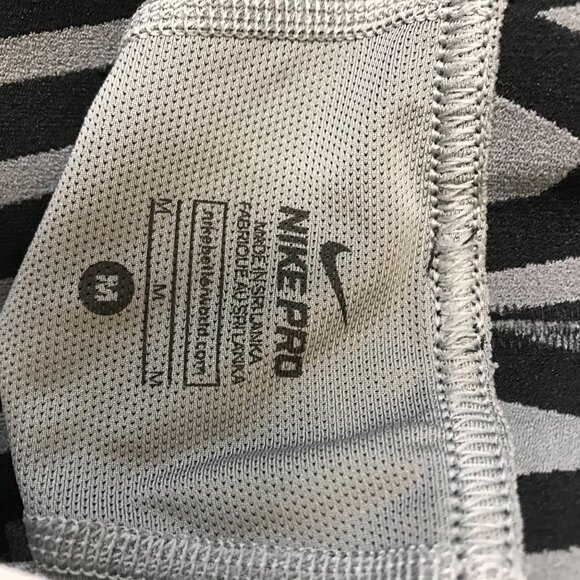 NIKE PRO
MADE IN SRI LANKA
FABRIQUE AU SRI LANKA
nikebetterworld.com
M M M
M